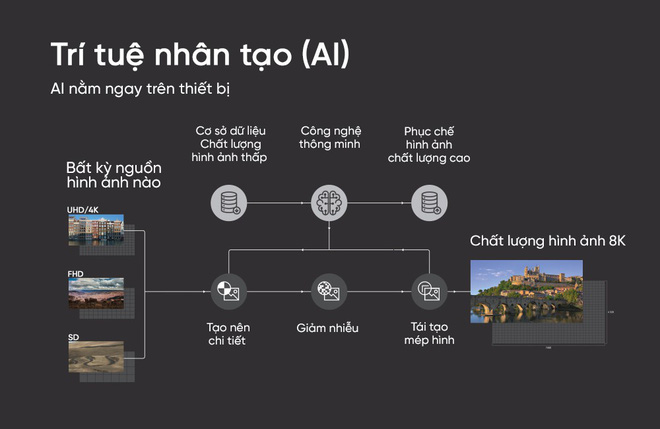 Trí tuệ nhân tạo (AI)
AI nằm ngay trên thiết bị
Cơ sở dữ liệu
Chất lượng
hình ảnh thấp
Công nghệ
thông minh
Phục chế
hình ảnh
chất lượng cao
Bất kỳ nguồn
hình ảnh nào
UHD/4K
FHD
SD
Tạo nên
chi tiết
Giảm nhiễu
Tái tạo
mép hình
Chất lượng hình ảnh 8K